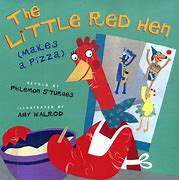 The
LITTLE RED HEN
(MAKES
A PIZZA)
RETOLD BY
PHILEMON STURGES
ILLUSTRATED BY
AMY WALROD